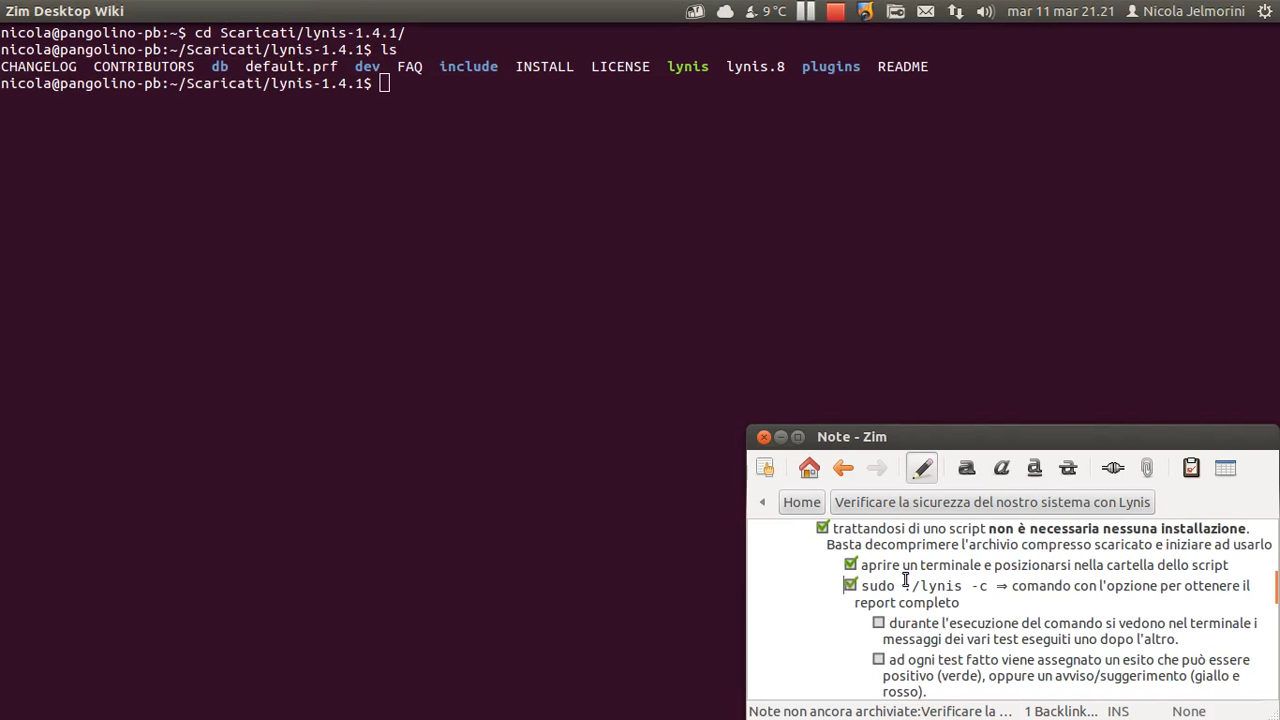 Zim Desktop Wiki
9 °C
mar 11 mar 21.21
Nicola Jelmorini
nicola@pangolino-pb:~$ cd Scaricati/lynis-1.4.1/
nicola@pangolino-pb:~/Scaricati/lynis-1.4.1$ ls
CHANGELOG CONTRIBUTORS db default.prf dev FAQ include INSTALL LICENSE lynis lynis.8 plugins README
nicola@pangolino-pb:~/Scaricati/lynis-1.4.1$
Note - Zim
a a a a
Home
Verificare la sicurezza del nostro sistema con Lynis
trattandosi di uno script non è necessaria nessuna installazione.
Basta decomprimere l'archivio compresso scaricato e iniziare ad usarlo
aprire un terminale e posizionarsi nella cartella dello script
sudo ./lynis -c ⇒ comando con l'opzione per ottenere il
report completo
durante l'esecuzione del comando si vedono nel terminale i
messaggi dei vari test eseguiti uno dopo l'altro.
ad ogni test fatto viene assegnato un esito che può essere
positivo (verde), oppure un avviso/suggerimento (giallo e
rosso).
Note non ancora archiviate:Verificare la ...
1 Backlink...
INS
None